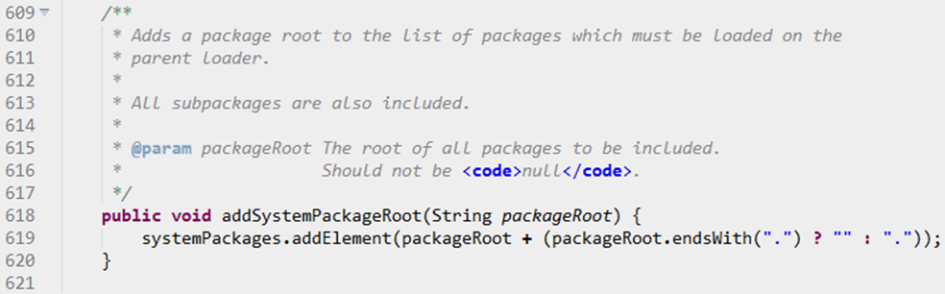 609 /**
610 * Adds a package root to the list of packages which must be loaded on the
611 * parent loader.
612 *
613 * All subpackages are also included.
614 *
615 * @param packageRoot The root of all packages to be included.
616 * Should not be <code>null</code>.
617 */
618 public void addSystemPackageRoot(String packageRoot) {
619 systemPackages.addElement(packageRoot + (packageRoot.endsWith(".") ? "" : "."));
620 }
621